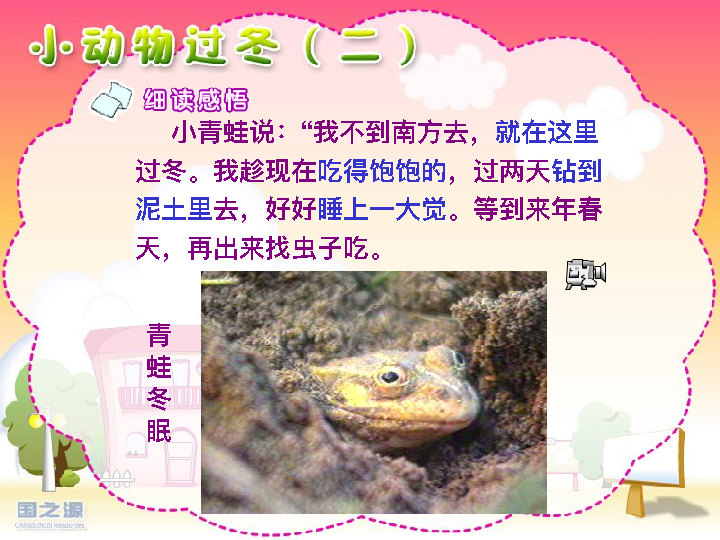 小动物过冬（二）
细读感悟
小青蛙说：“我不到南方去，就在这里
过冬。我趁现在吃得饱饱的，过两天钻到
泥土里去，好好睡上一大觉。等到来年春
天，再出来找虫子吃。
青
蛙
冬
眠
国之源
ChinaSchool Resources